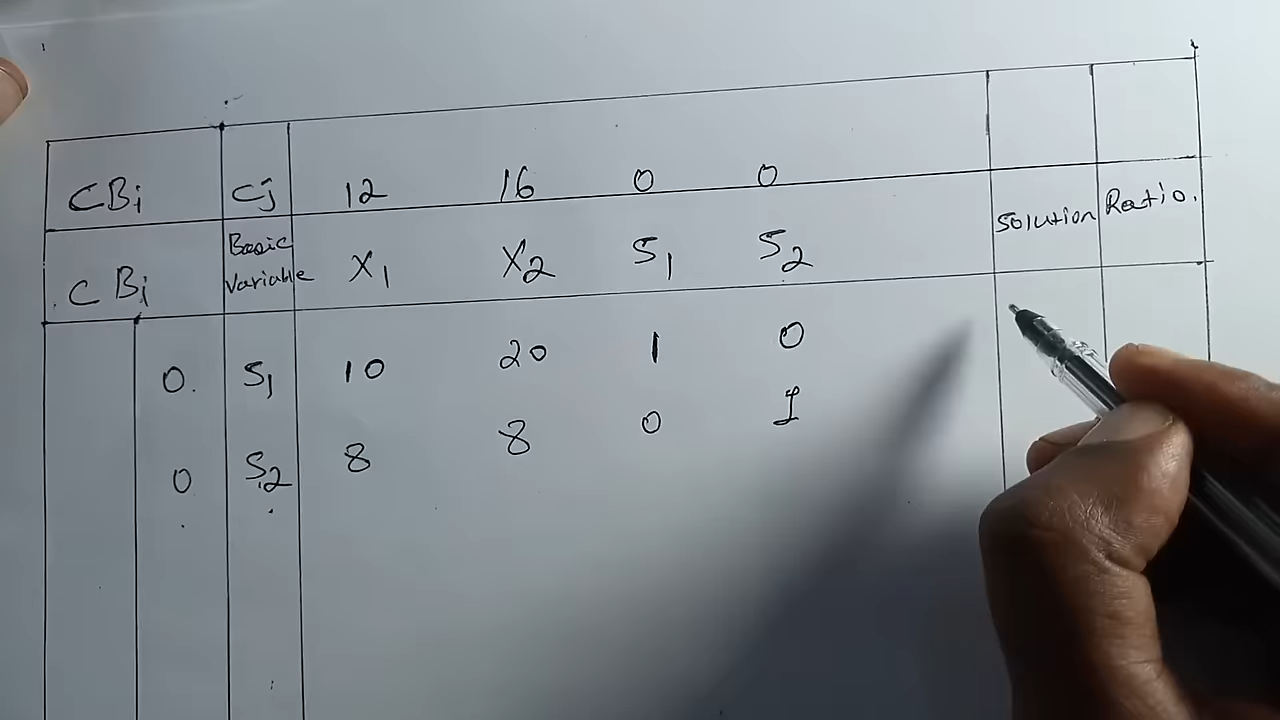 CBi Cj 12 16 0 0
CBi Basic Variable X1 X2 S1 S2 Solution Ratio.
0. S1 10 20 1 0
0 S2 8 8 0 1